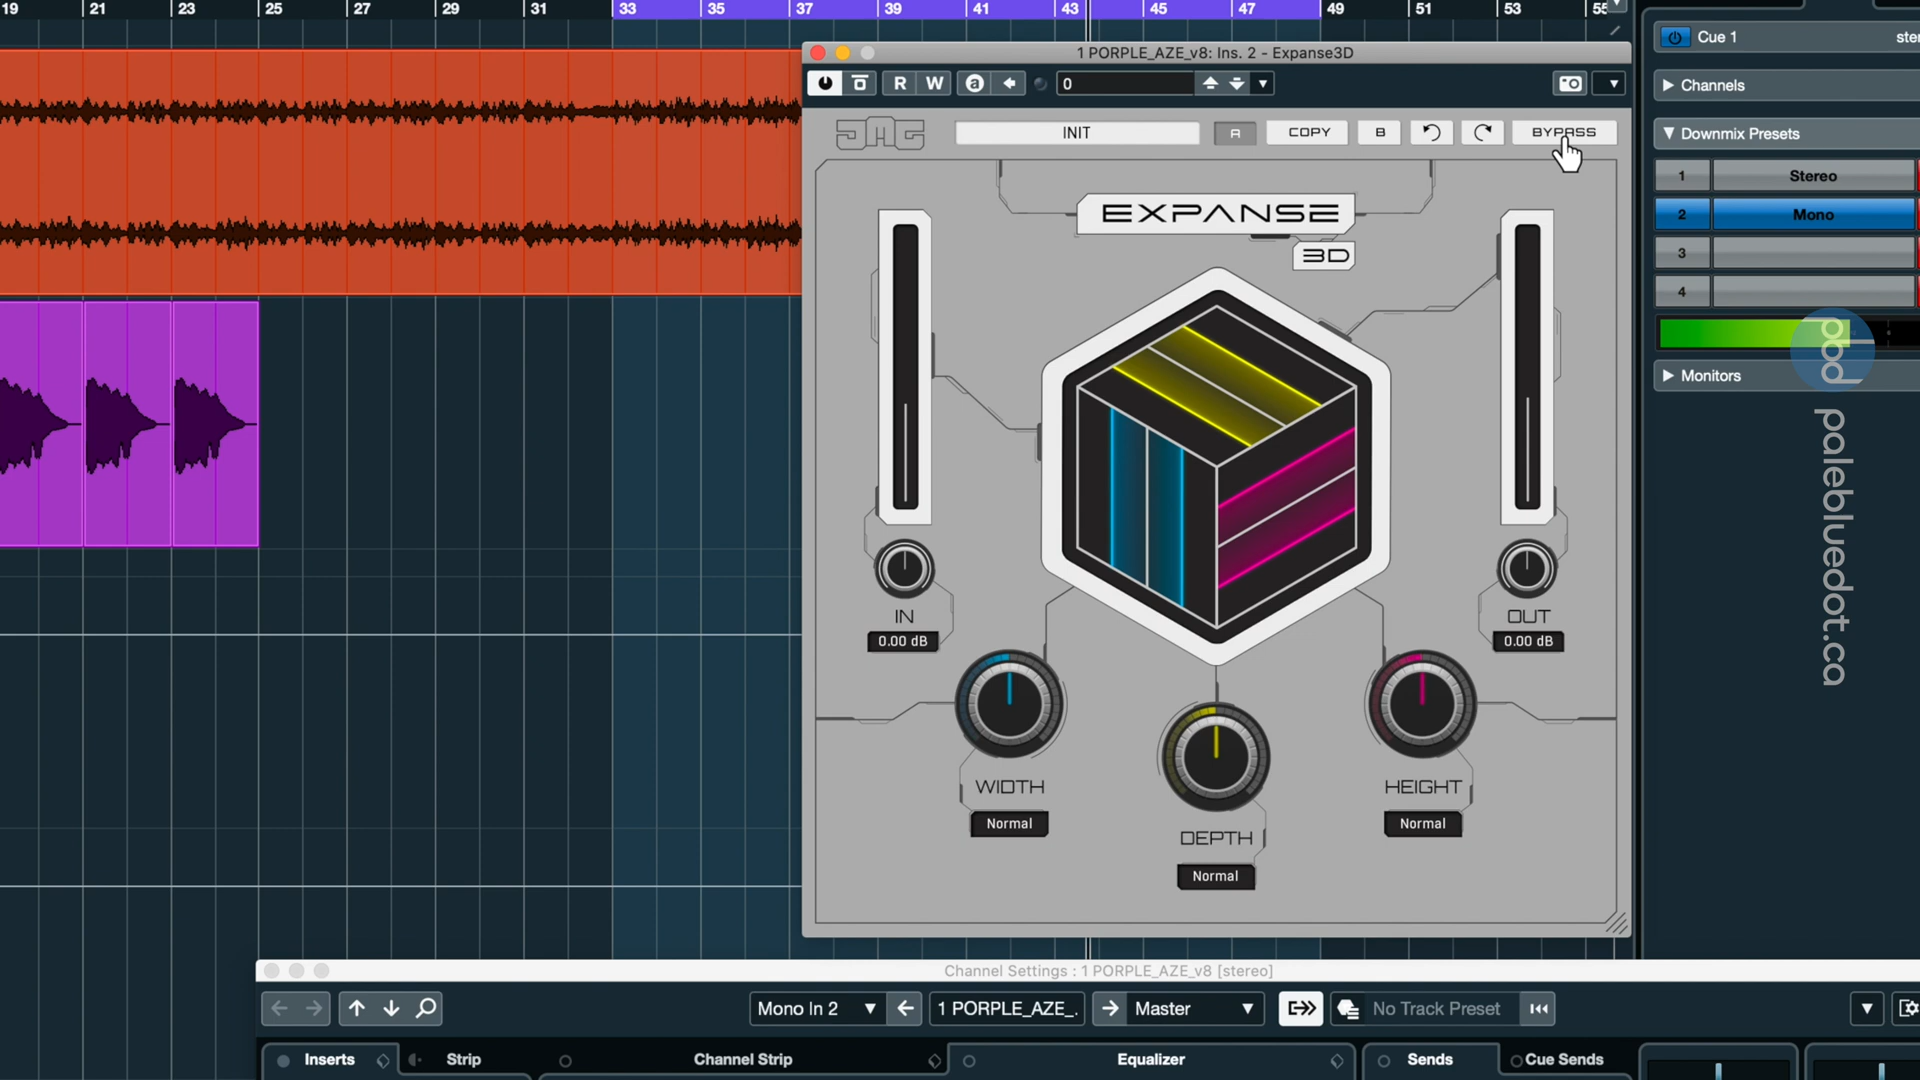 19 21 23 25 27 29 31 33 35 37 39 41 43 45 47 49 51 53 55
Cue 1
1 PORPLE_AZE_v8: Ins. 2 - Expanse3D
R W a 0
Channels
JMG INIT A COPY B BYPASS
Downmix Presets
1 Stereo
EXPANSE
2 Mono
3D
3
4
pbd palebluedot.ca
Monitors
IN
OUT
0.00 dB
0.00 dB
WIDTH
HEIGHT
Normal
Normal
DEPTH
Normal
Channel Settings : 1 PORPLE_AZE_v8 [stereo]
Mono In 2 1 PORPLE_AZE_. Master No Track Preset
Inserts Strip Channel Strip Equalizer Sends Cue Sends